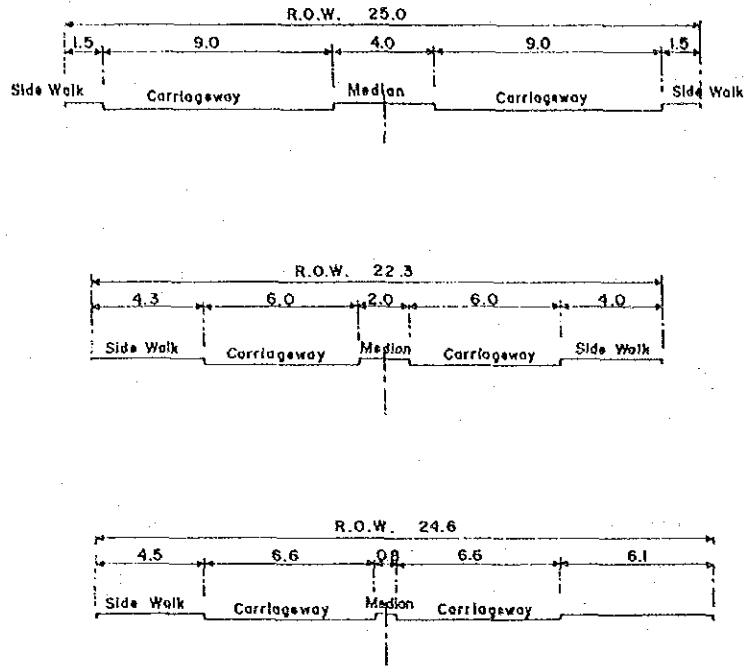 R.O.W. 25.0
1.5 9.0 4.0 9.0 1.5
Side Walk Carriageway Median Carriageway Side Walk
R.O.W. 22.3
4.3 6.0 2.0 6.0 4.0
Side Walk Carriageway Median Carriageway Side Walk
R.O.W. 24.6
4.5 6.6 0.8 6.6 6.1
Side Walk Carriageway Median Carriageway